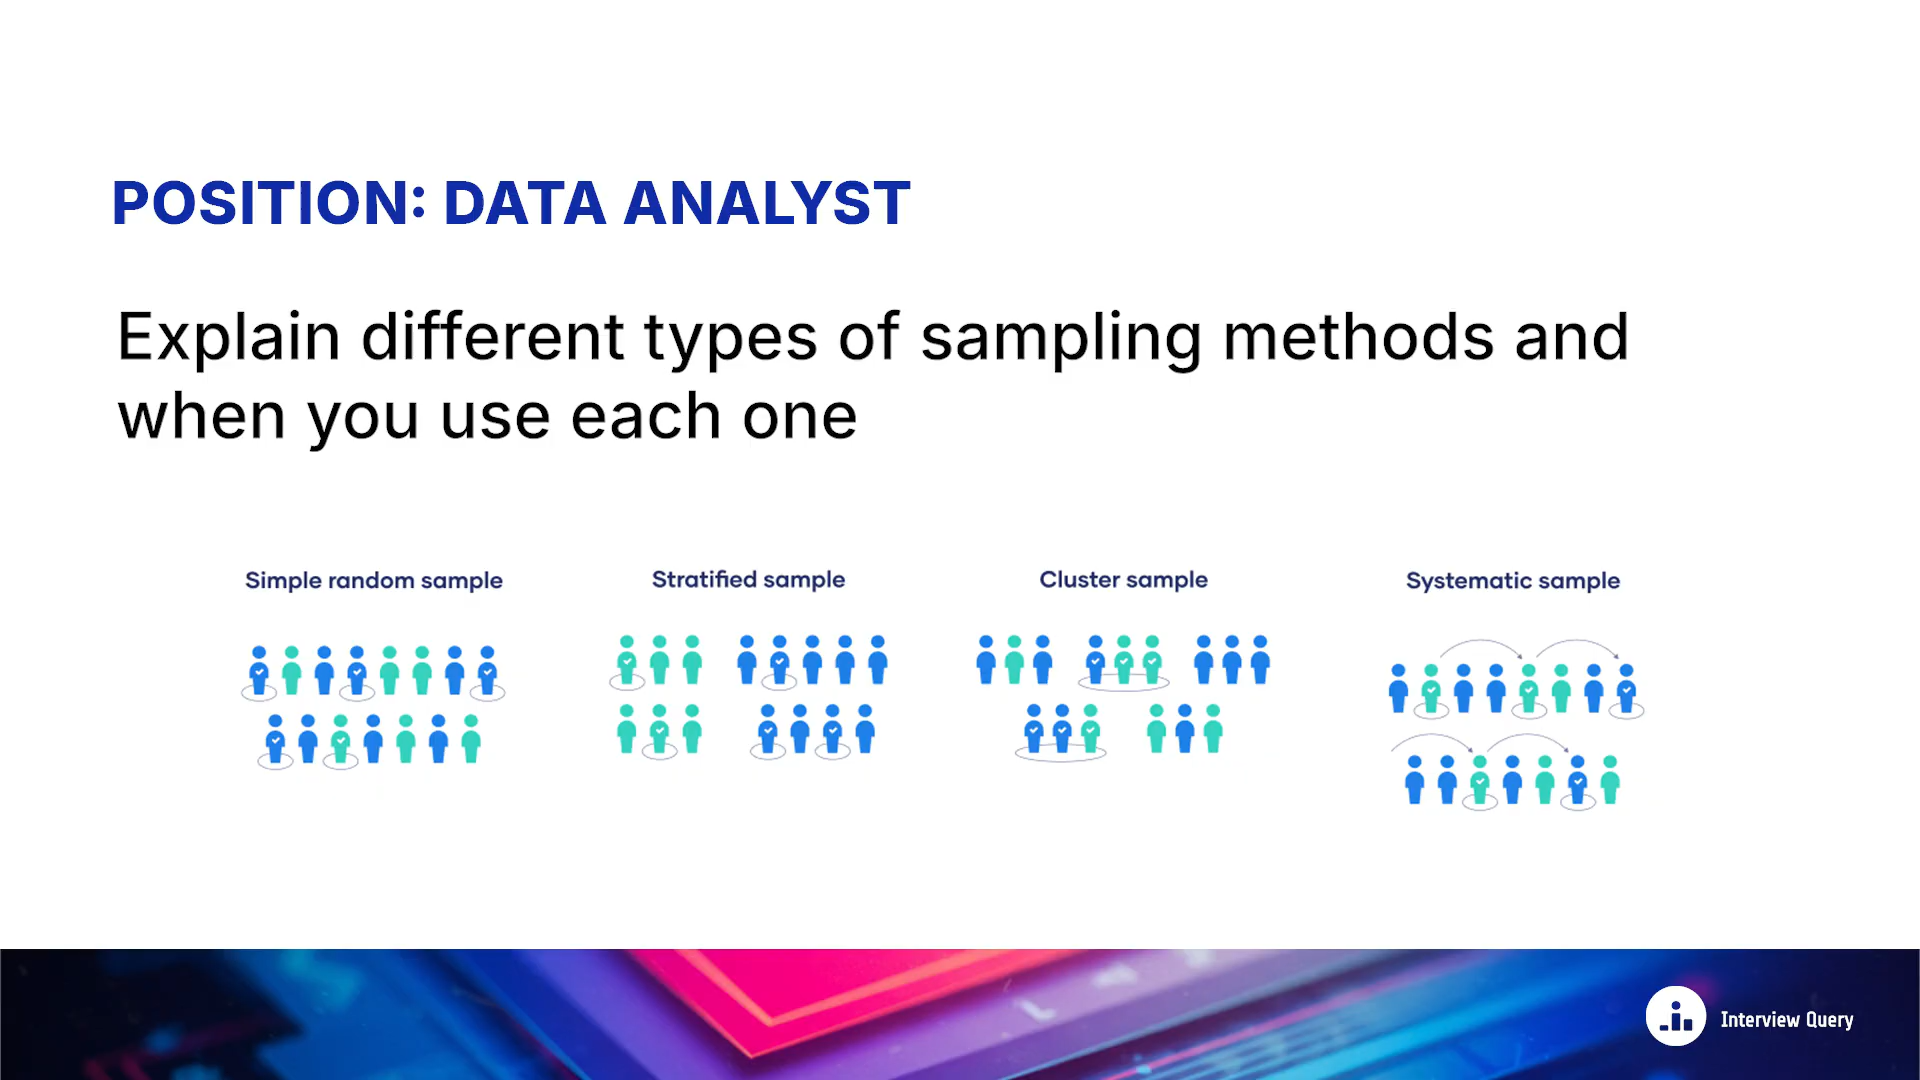 POSITION: DATA ANALYST
Explain different types of sampling methods and
when you use each one
Simple random sample
Stratified sample
Cluster sample
Systematic sample
Interview Query